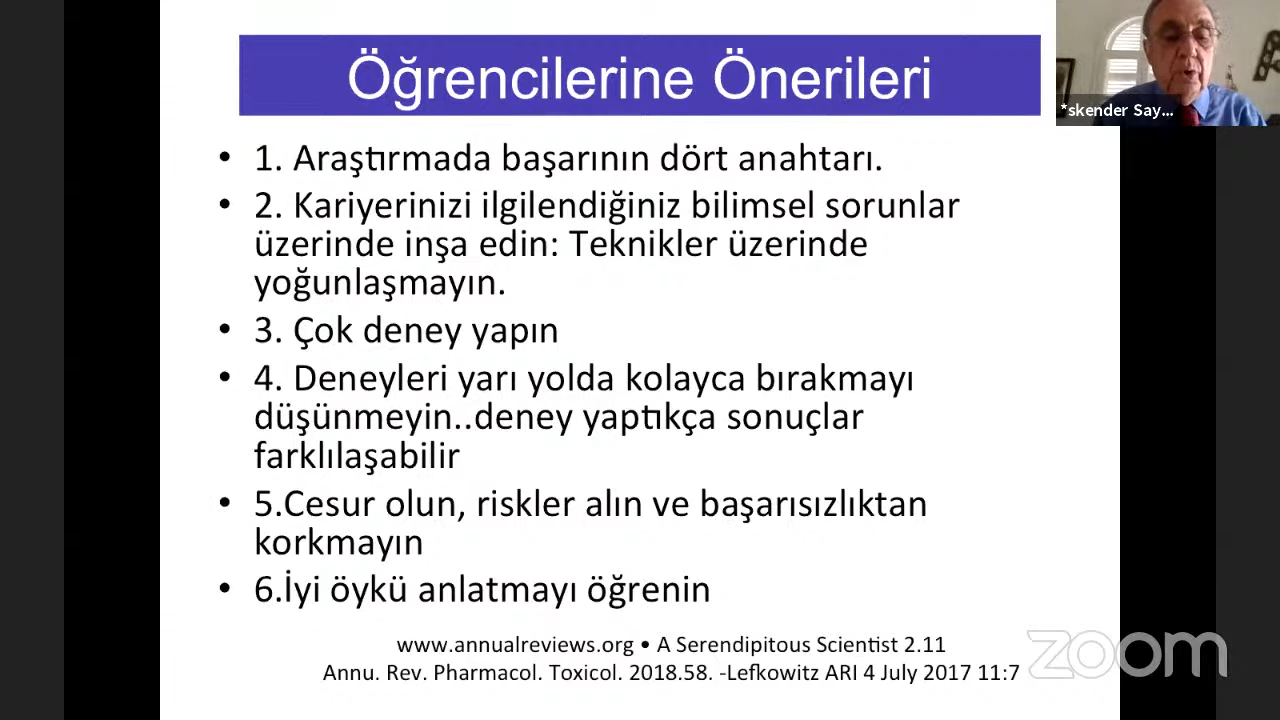 Öğrencilerine Önerileri
*skender Say...
• 1. Araştırmada başarının dört anahtarı.
• 2. Kariyerinizi ilgilendiğiniz bilimsel sorunlar
üzerinde inşa edin: Teknikler üzerinde
yoğunlaşmayın.
• 3. Çok deney yapın
• 4. Deneyleri yarı yolda kolayca bırakmayı
düşünmeyin..deney yaptıkça sonuçlar
farklılaşabilir
• 5.Cesur olun, riskler alın ve başarısızlıktan
korkmayın
• 6.İyi öykü anlatmayı öğrenin
www.annualreviews.org • A Serendipitous Scientist 2.11
Annu. Rev. Pharmacol. Toxicol. 2018.58. -Lefkowitz ARI 4 July 2017 11:7
zoom